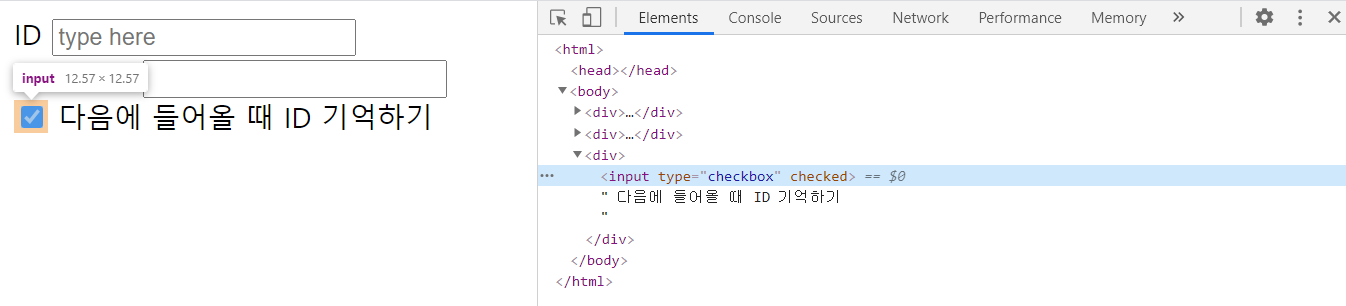 ID type here
input 12.57 × 12.57
다음에 들어올 때 ID 기억하기
Elements Console Sources Network Performance Memory »
<html>
<head></head>
<body>
<div>…</div>
<div>…</div>
<div>
<input type="checkbox" checked> == $0
" 다음에 들어올 때 ID 기억하기
"
</div>
</body>
</html>